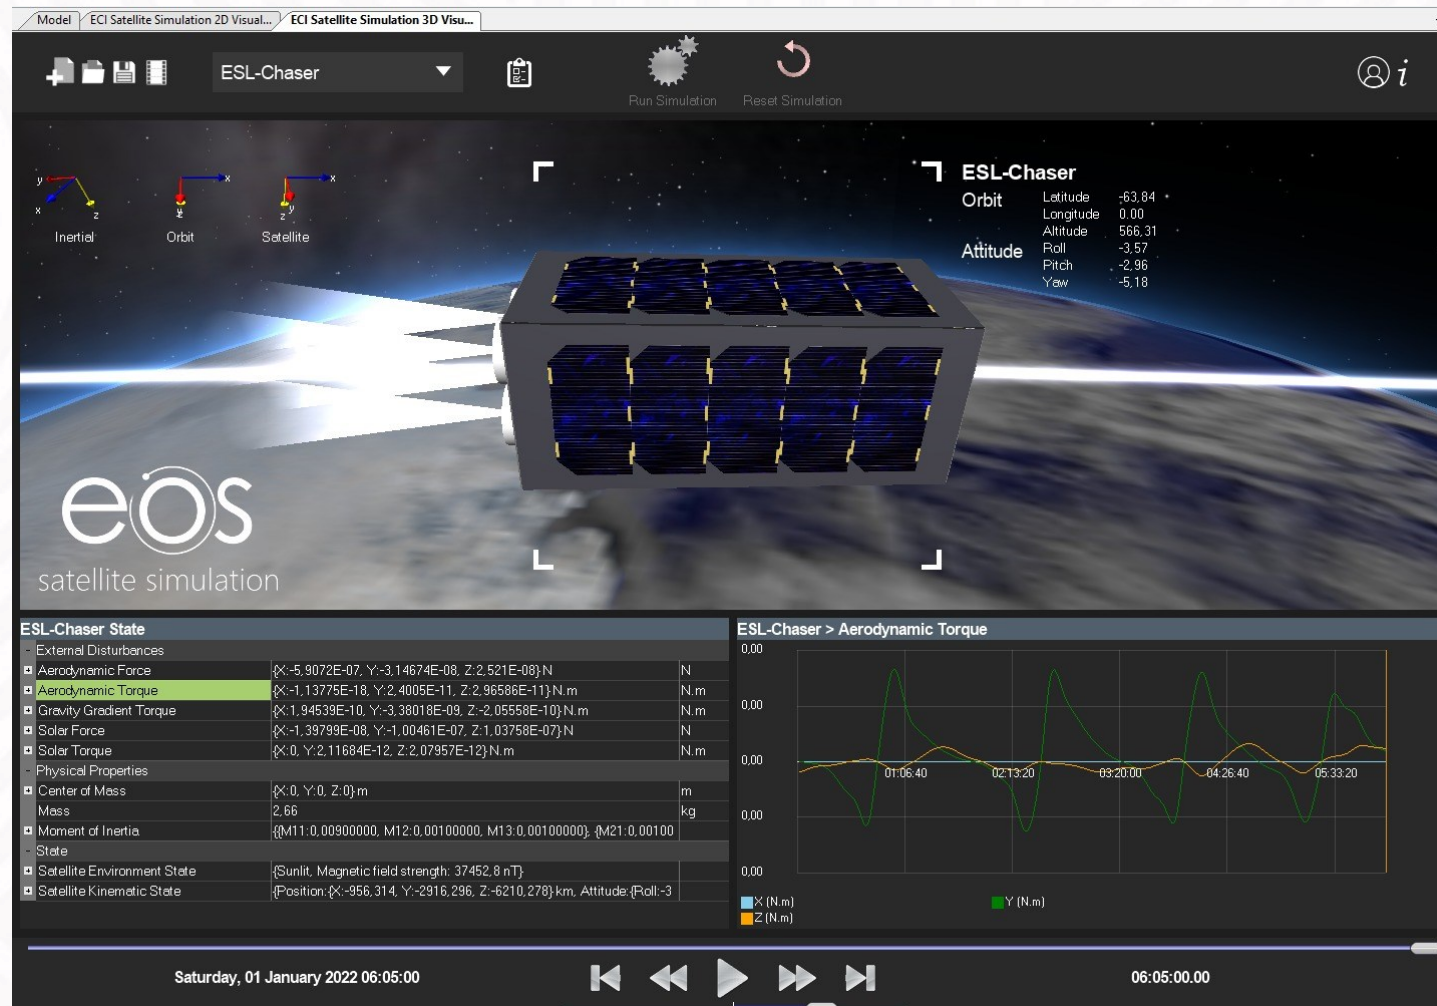 Model
ECI Satellite Simulation 2D Visual...
ECI Satellite Simulation 3D Visu...
ESL-Chaser
Run Simulation
Reset Simulation
i
y
x
z
Inertial
x
Orbit
x
y
z
Satellite
ESL-Chaser
Orbit
Latitude -63,84
Longitude 0.00
Altitude 566,31
Attitude
Roll -3,57
Pitch -2,96
Yaw -5,18
eos
satellite simulation
ESL-Chaser State
- External Disturbances
Aerodynamic Force {X:-5,9072E-07, Y:-3,14674E-08, Z:2,521E-08} N N
Aerodynamic Torque {X:-1,13775E-18, Y:2,4005E-11, Z:2,96586E-11} N.m N.m
Gravity Gradient Torque {X:1,94539E-10, Y:-3,38018E-09, Z:-2,05558E-10} N.m N.m
Solar Force {X:-1,39799E-08, Y:-1,00461E-07, Z:1,03758E-07} N N
Solar Torque {X:0, Y:2,11684E-12, Z:2,07957E-12} N.m N.m
- Physical Properties
Center of Mass {X:0, Y:0, Z:0} m m
Mass 2,66 kg
Moment of Inertia {{M11:0,00900000, M12:0,00100000, M13:0,00100000}, {M21:0,00100
- State
Satellite Environment State {Sunlit, Magnetic field strength: 37452,8 nT}
Satellite Kinematic State {Position:{X:-956,314, Y:-2916,296, Z:-6210,278} km, Attitude:{Roll:-3
ESL-Chaser > Aerodynamic Torque
0,00
0,00
0,00
0,00
0,00
01:06:40
02:13:20
03:20:00
04:26:40
05:33:20
X (N.m)
Y (N.m)
Z (N.m)
Saturday, 01 January 2022 06:05:00
06:05:00.00